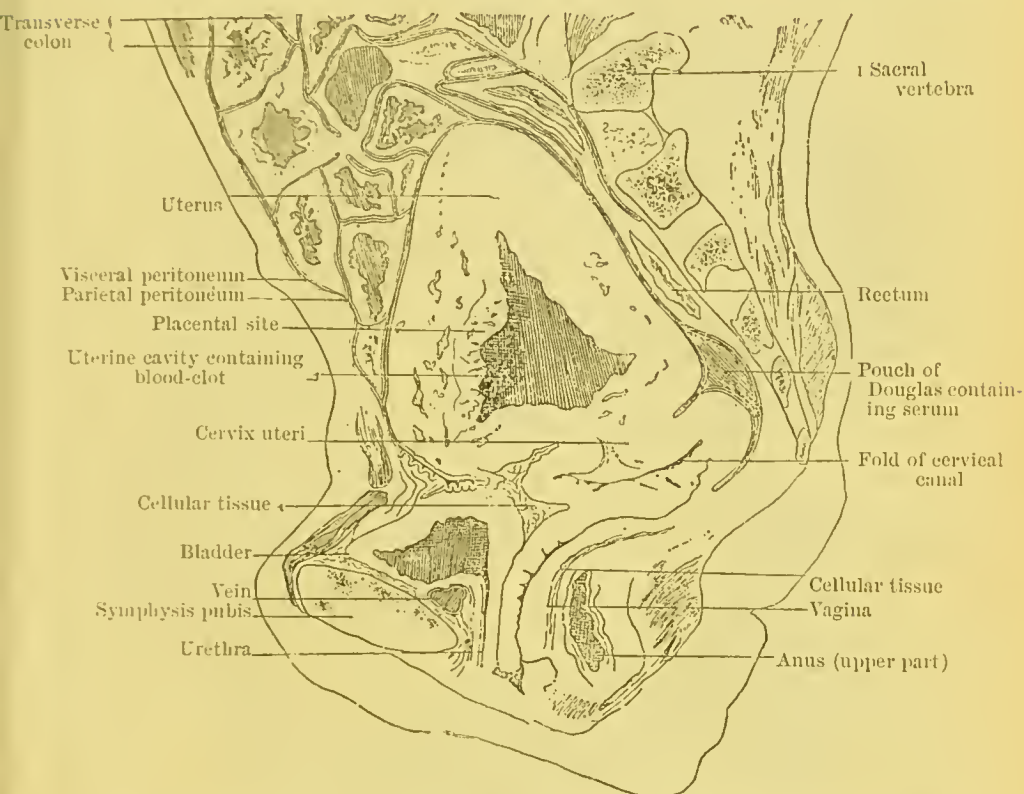 Transverse
colon
Uterus
Visceral peritoneum
Parietal peritoneum
Placental site
Uterine cavity containing
blood-clot
Cervix uteri
Cellular tissue
Bladder
Vein
Symphysis pubis
Urethra
1 Sacral
vertebra
Rectum
Pouch of
Douglas contain-
ing serum
Fold of cervical
canal
Cellular tissue
Vagina
Anus (upper part)